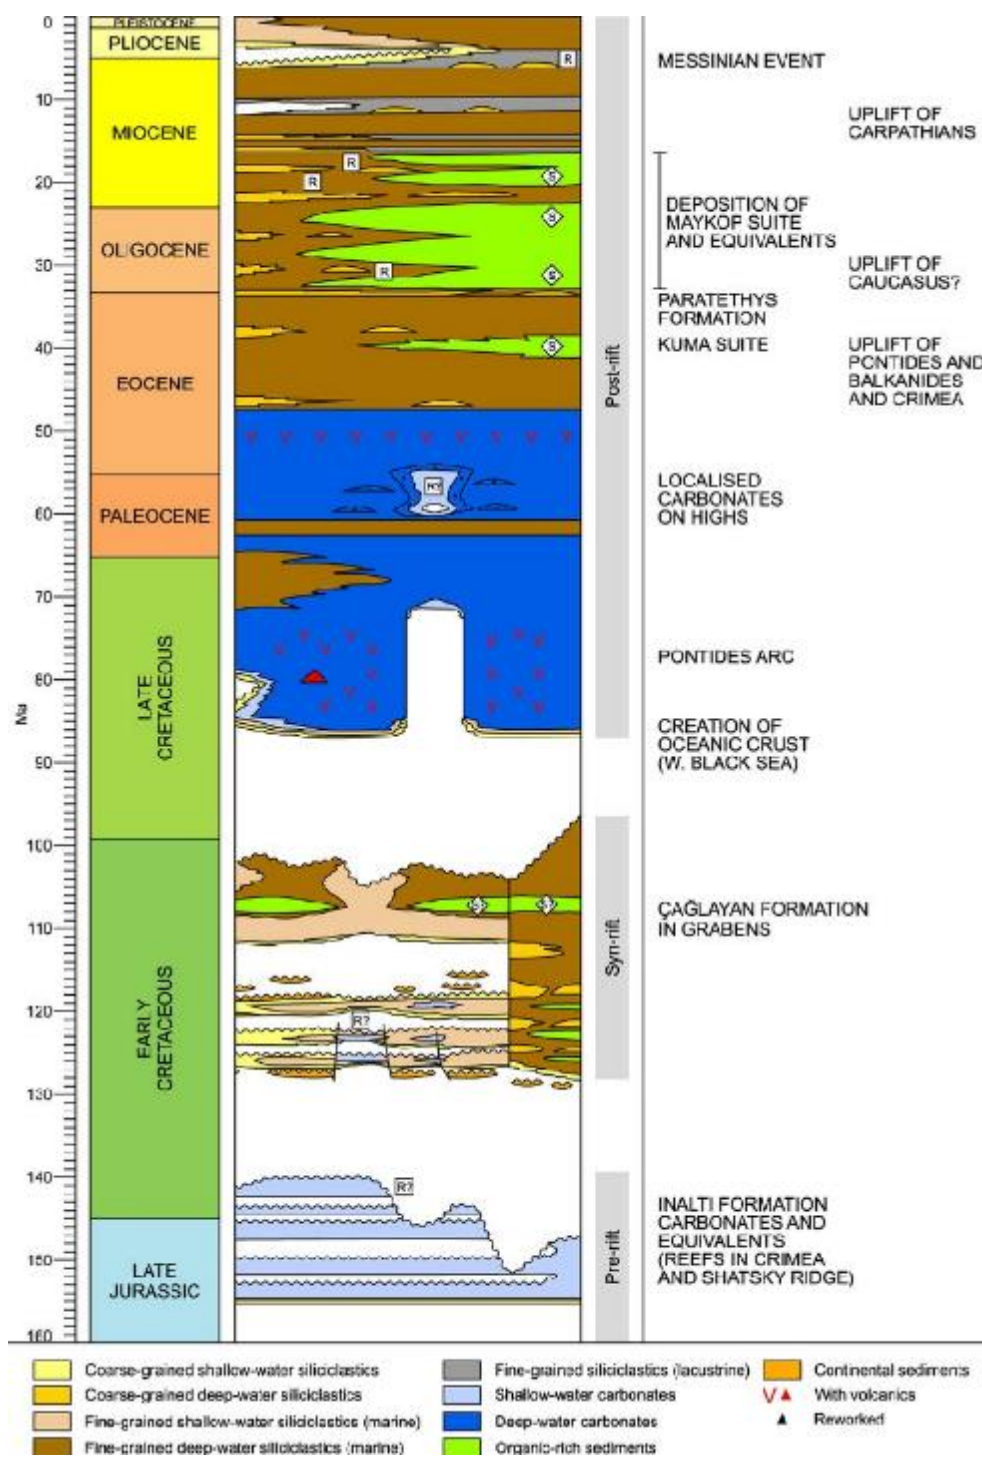 0
PLEISTOCENE
PLIOCENE
MESSINIAN EVENT
R
10
MIOCENE
UPLIFT OF
CARPATHIANS
R
20
R
S
DEPOSITION OF
MAYKOP SUITE
AND EQUIVALENTS
S
OLIGOCENE
30
R
S
UPLIFT OF
CAUCASUS?
PARATETHYS
FORMATION
40
S
KUMA SUITE
UPLIFT OF
PONTIDES AND
BALKANIDES
AND CRIMEA
EOCENE
Post-rift
50
V V V V V V V V V V
R?
LOCALISED
CARBONATES
ON HIGHS
60
PALEOCENE
70
LATE
CRETACEOUS
PONTIDES ARC
80
Ma
CREATION OF
OCEANIC CRUST
(W. BLACK SEA)
90
100
S?
S?
ÇAĞLAYAN FORMATION
IN GRABENS
110
Syn-rift
EARLY
CRETACEOUS
120
R?
130
140
R?
INALTI FORMATION
CARBONATES AND
EQUIVALENTS
(REEFS IN CRIMEA
AND SHATSKY RIDGE)
Pre-rift
150
LATE
JURASSIC
160
Coarse-grained shallow-water siliciclastics
Fine-grained siliciclastics (lacustrine)
Continental sediments
Coarse-grained deep-water siliciclastics
Shallow-water carbonates
V With volcanics
Fine-grained shallow-water siliciclastics (marine)
Deep-water carbonates
Reworked
Fine-grained deep-water siliciclastics (marine)
Organic-rich sediments